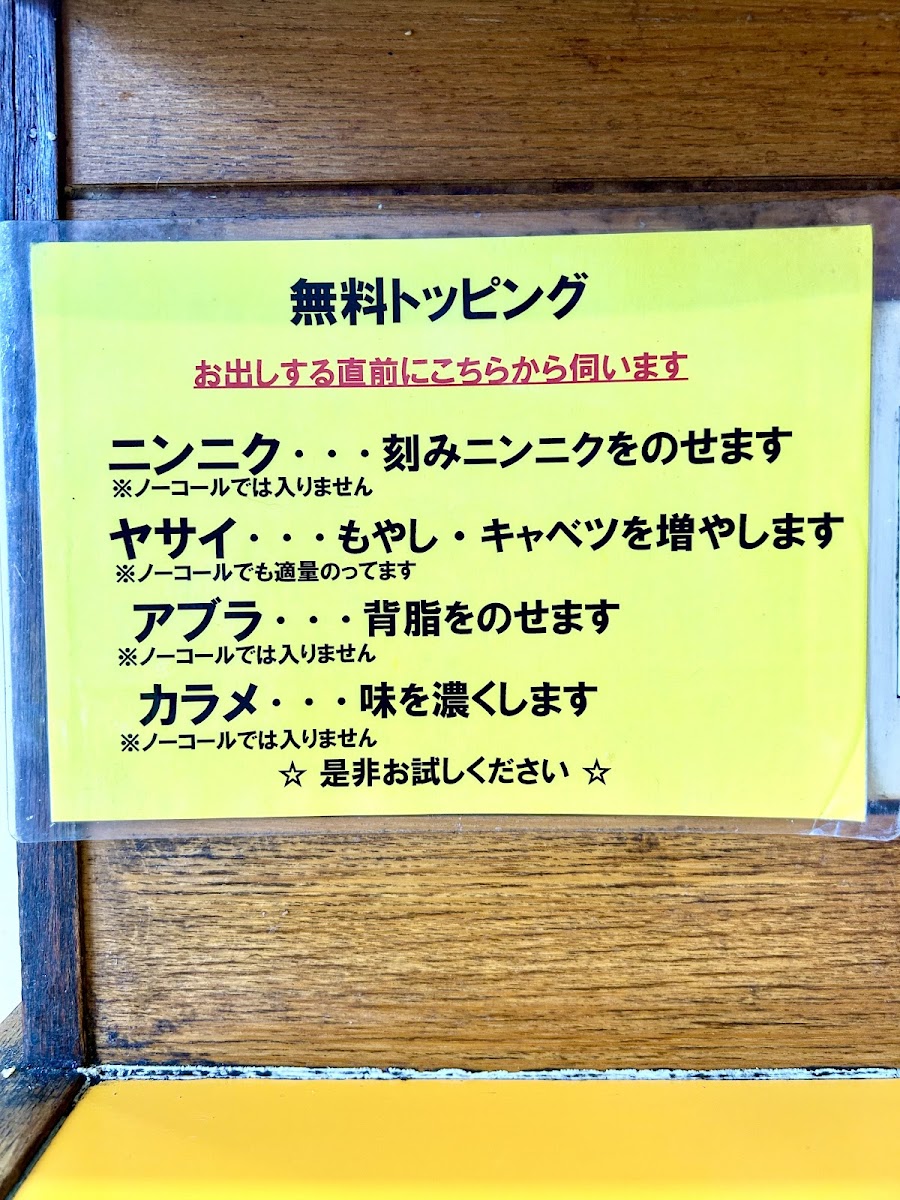 無料トッピング
お出しする直前にこちらから伺います
ニンニク・・・刻みニンニクをのせます
※ノーコールでは入りません
ヤサイ・・・もやし・キャベツを増やします
※ノーコールでも適量のってます
アブラ・・・背脂をのせます
※ノーコールでは入りません
カラメ・・・味を濃くします
※ノーコールでは入りません
☆ 是非お試しください ☆